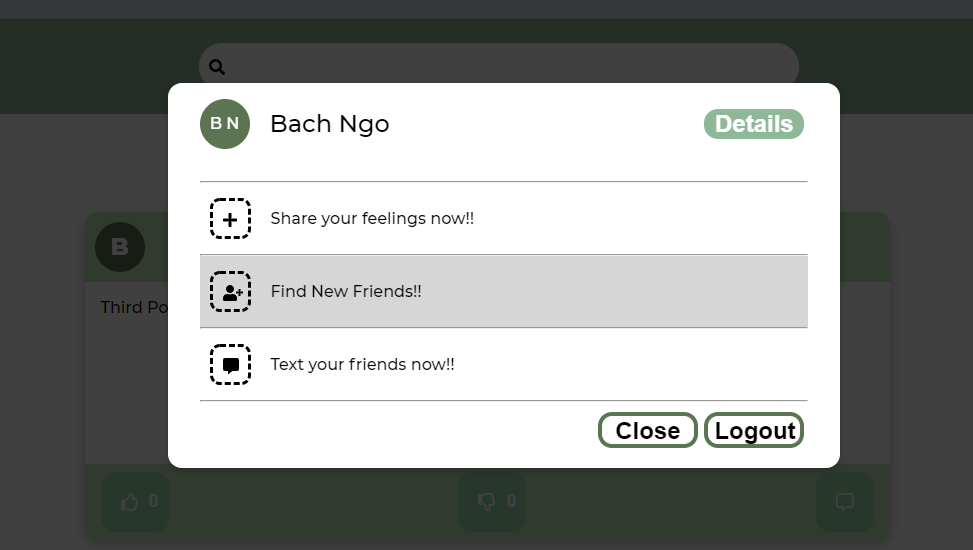 B N
Bach Ngo
Details
Share your feelings now!!
B
Find New Friends!!
Third Po
Text your friends now!!
Close
Logout
0
0